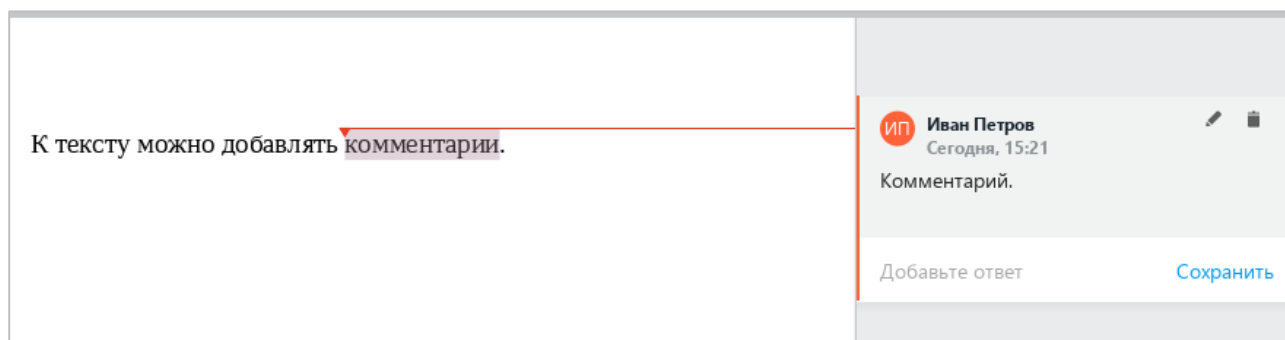 К тексту можно добавлять комментарии.
ИП
Иван Петров
Сегодня, 15:21
Комментарий.
Добавьте ответ
Сохранить